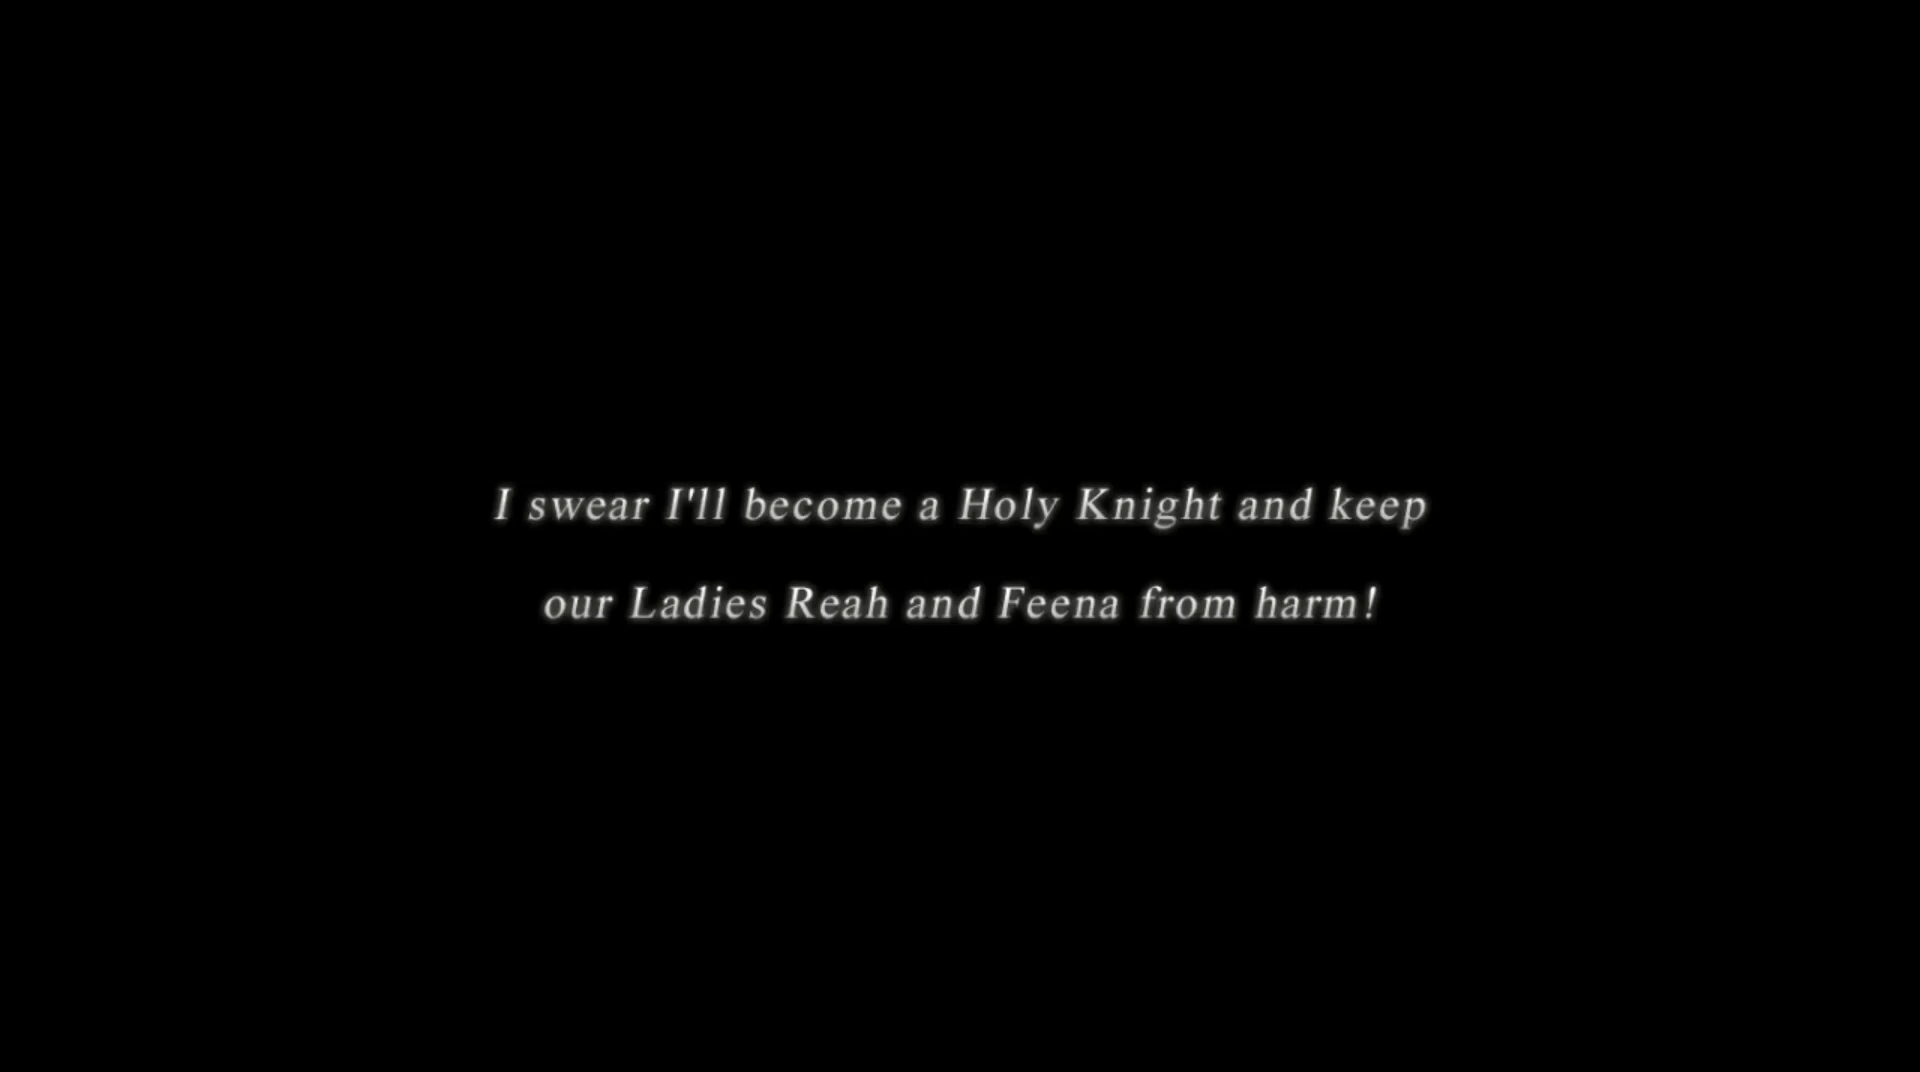 I swear I'll become a Holy Knight and keep
our Ladies Reah and Feena from harm!